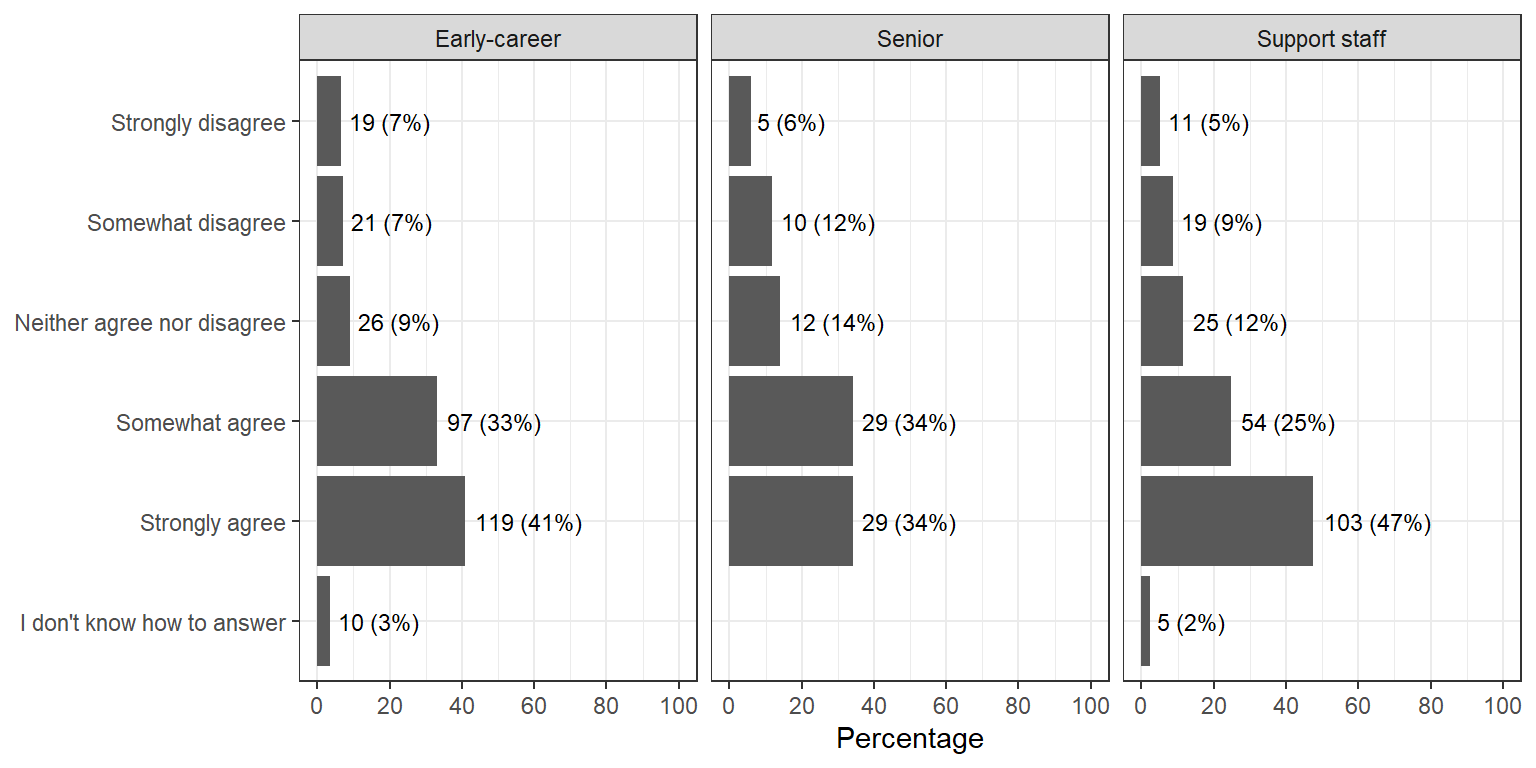 Early-career Senior Support staff
Strongly disagree 19 (7%) 5 (6%) 11 (5%)
Somewhat disagree 21 (7%) 10 (12%) 19 (9%)
Neither agree nor disagree 26 (9%) 12 (14%) 25 (12%)
Somewhat agree 97 (33%) 29 (34%) 54 (25%)
Strongly agree 119 (41%) 29 (34%) 103 (47%)
I don't know how to answer 10 (3%) 5 (2%)
0 20 40 60 80 100 0 20 40 60 80 100 0 20 40 60 80 100
Percentage